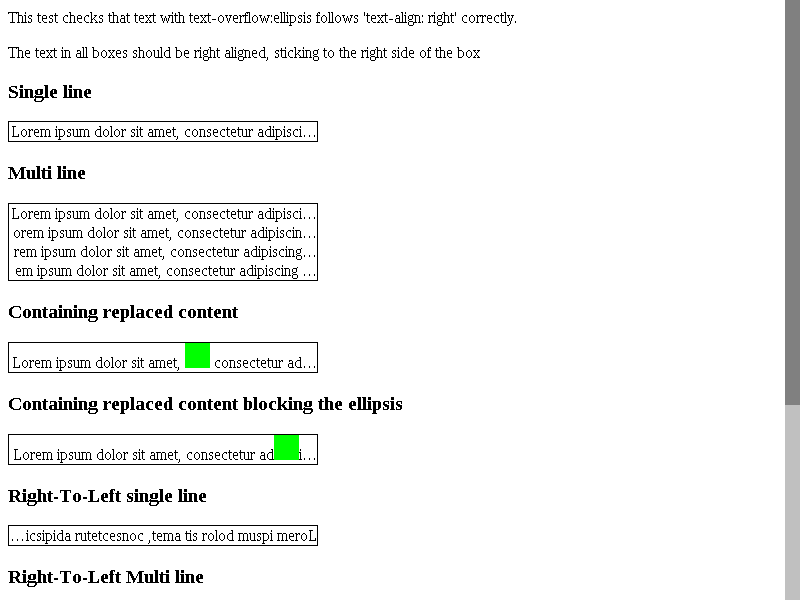 This test checks that text with text-overflow:ellipsis follows 'text-align: right' correctly.
The text in all boxes should be right aligned, sticking to the right side of the box
Single line
Lorem ipsum dolor sit amet, consectetur adipisci…
Multi line
Lorem ipsum dolor sit amet, consectetur adipisci…
orem ipsum dolor sit amet, consectetur adipiscin…
rem ipsum dolor sit amet, consectetur adipiscing…
em ipsum dolor sit amet, consectetur adipiscing …
Containing replaced content
Lorem ipsum dolor sit amet, consectetur ad…
Containing replaced content blocking the ellipsis
Lorem ipsum dolor sit amet, consectetur ad i…
Right-To-Left single line
…icsipida rutetcesnoc ,tema tis rolod muspi meroL
Right-To-Left Multi line